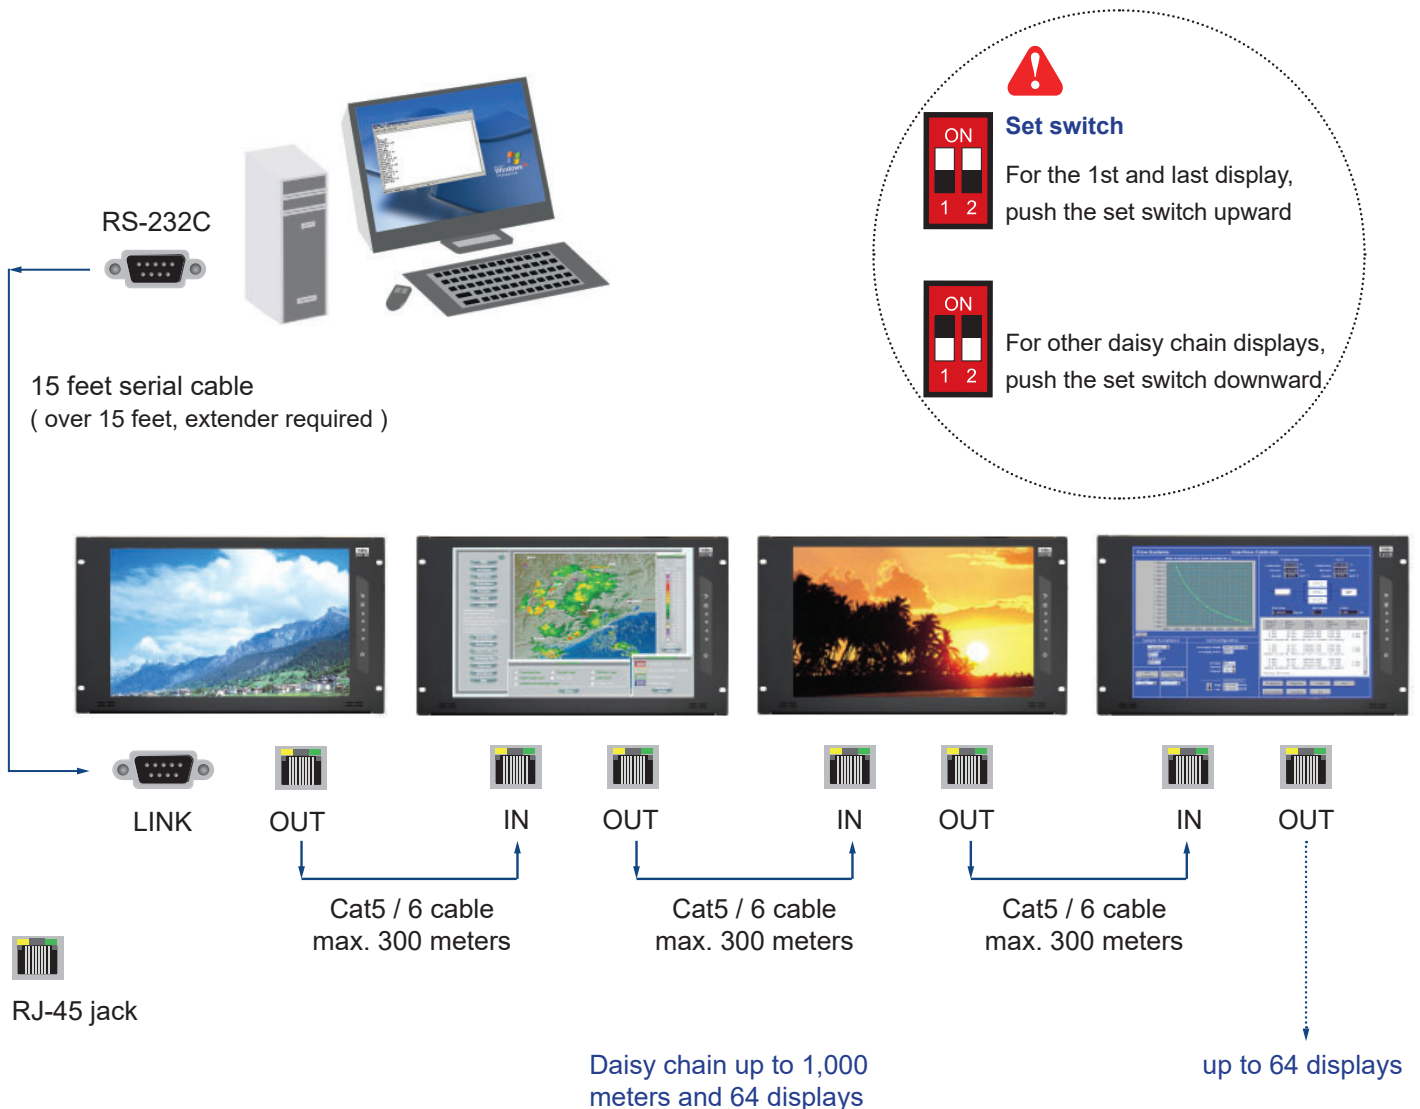 Set switch
ON
1 2
For the 1st and last display,
push the set switch upward
ON
1 2
For other daisy chain displays,
push the set switch downward
RS-232C
Windows
15 feet serial cable
( over 15 feet, extender required )
LINK
OUT
IN
OUT
IN
OUT
IN
OUT
Cat5 / 6 cable
max. 300 meters
Cat5 / 6 cable
max. 300 meters
Cat5 / 6 cable
max. 300 meters
RJ-45 jack
Daisy chain up to 1,000
meters and 64 displays
up to 64 displays